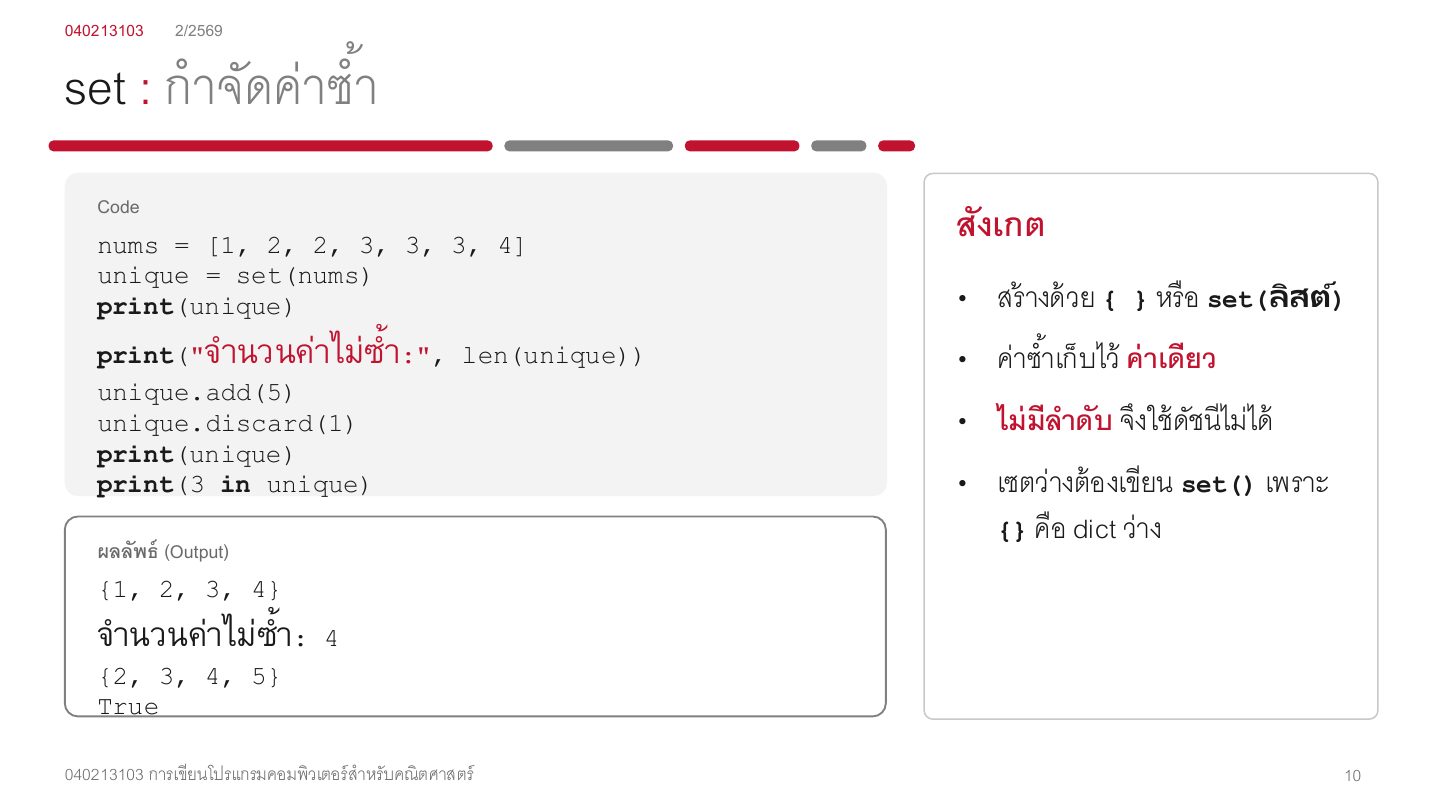 040213103 2/2569
set : กำจัดค่าซ้ำ
Code
nums = [1, 2, 2, 3, 3, 3, 4]
unique = set(nums)
print(unique)
print("จำนวนค่าไม่ซ้ำ:", len(unique))
unique.add(5)
unique.discard(1)
print(unique)
print(3 in unique)
ผลลัพธ์ (Output)
{1, 2, 3, 4}
จำนวนค่าไม่ซ้ำ: 4
{2, 3, 4, 5}
True
สังเกต
• สร้างด้วย { } หรือ set(ลิสต์)
• ค่าซ้ำเก็บไว้ ค่าเดียว
• ไม่มีลำดับ จึงใช้ดัชนีไม่ได้
• เซตว่างต้องเขียน set() เพราะ
{} คือ dict ว่าง
040213103 การเขียนโปรแกรมคอมพิวเตอร์สำหรับคณิตศาสตร์
10